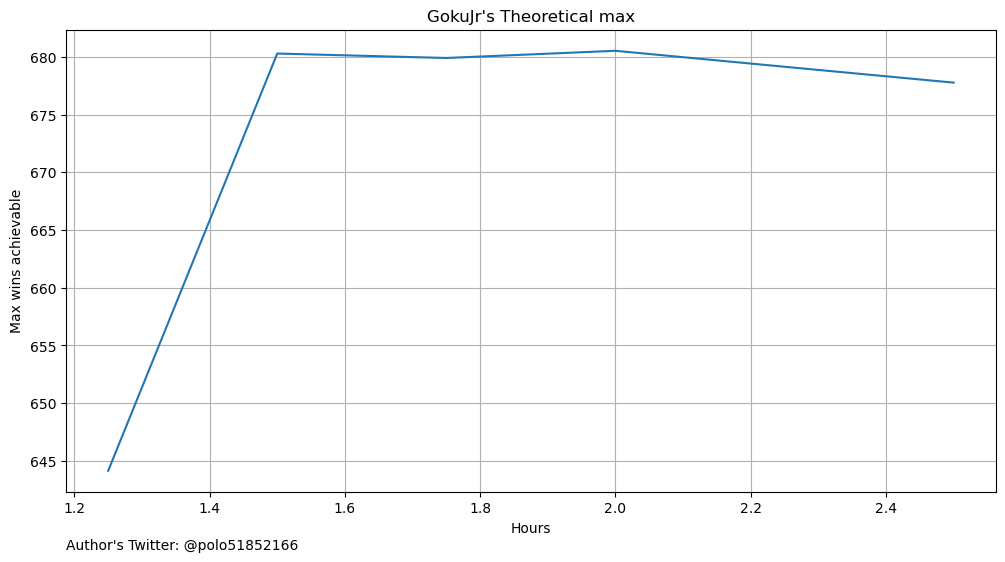 GokuJr's Theoretical max
Max wins achievable
680
675
670
665
660
655
650
645
1.2 1.4 1.6 1.8 2.0 2.2 2.4
Hours
Author's Twitter: @polo51852166